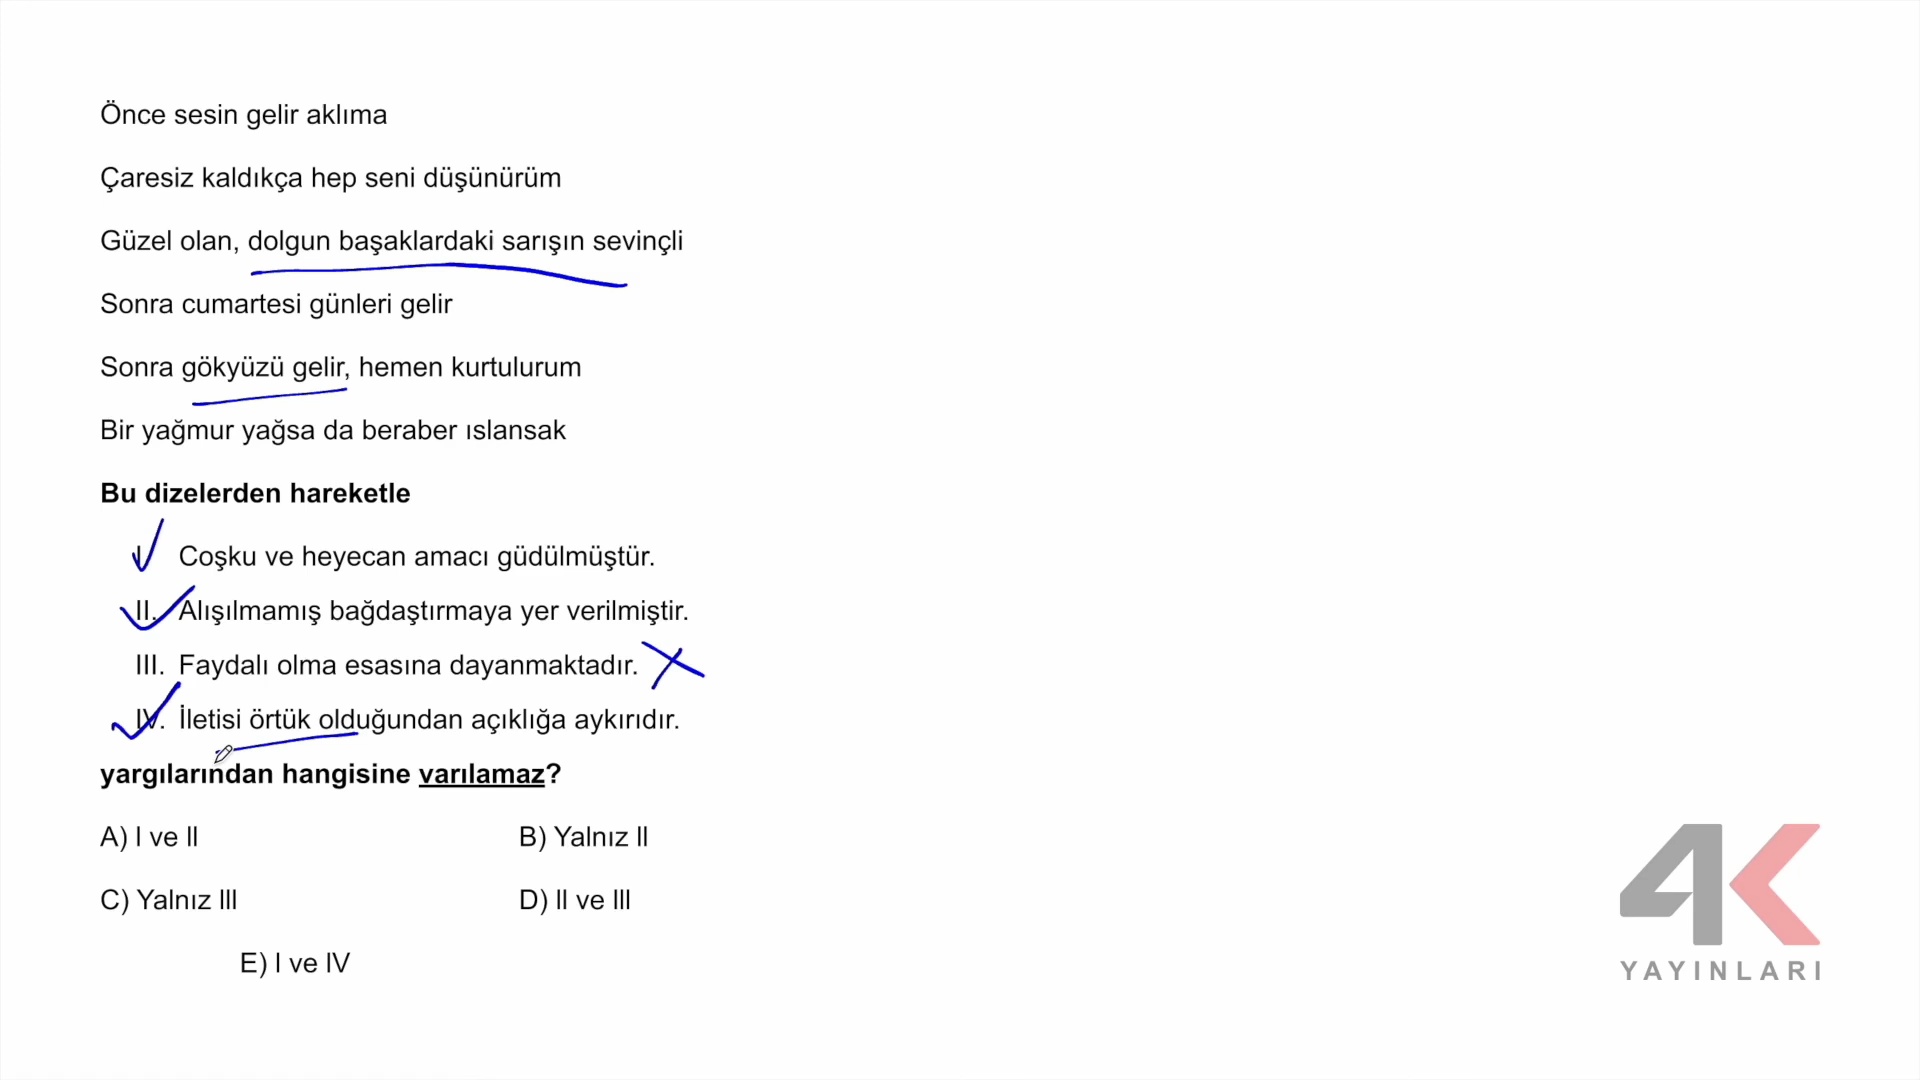 Önce sesin gelir aklıma
Çaresiz kaldıkça hep seni düşünürüm
Güzel olan, dolgun başaklardaki sarışın sevinçli
Sonra cumartesi günleri gelir
Sonra gökyüzü gelir, hemen kurtulurum
Bir yağmur yağsa da beraber ıslansak
Bu dizelerden hareketle
I. Coşku ve heyecan amacı güdülmüştür.
II. Alışılmamış bağdaştırmaya yer verilmiştir.
III. Faydalı olma esasına dayanmaktadır.
IV. İletisi örtük olduğundan açıklığa aykırıdır.
yargılarından hangisine varılamaz?
A) I ve II
B) Yalnız II
C) Yalnız III
D) II ve III
E) I ve IV
4K
YAYINLARI